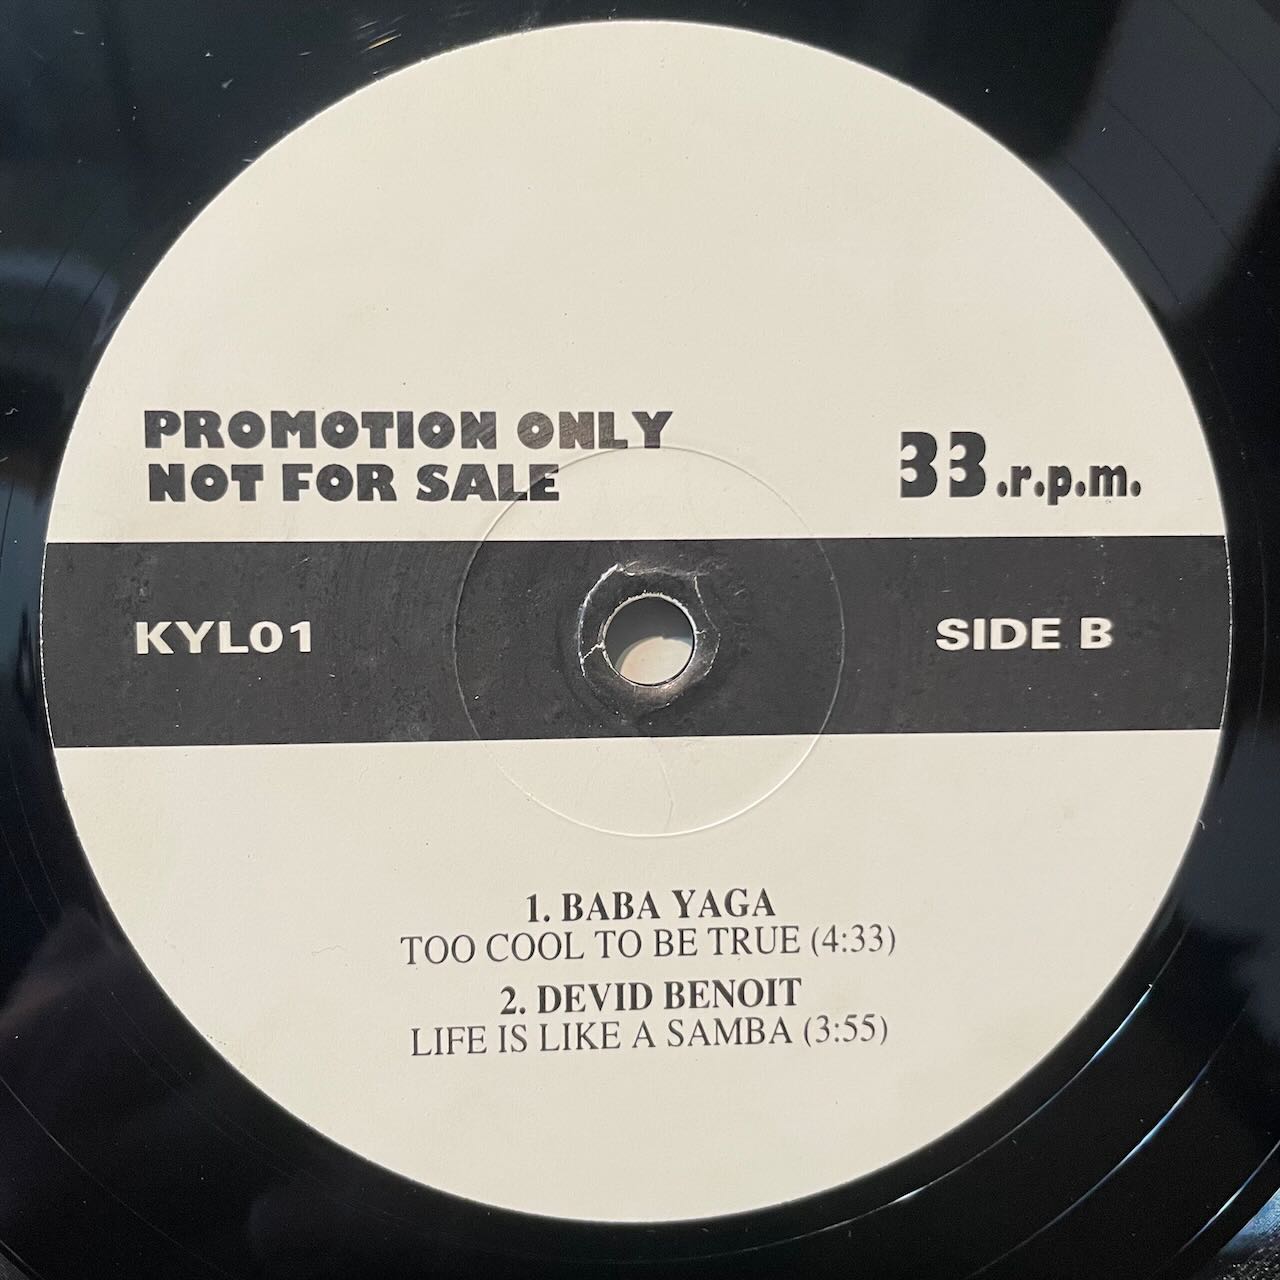 PROMOTION ONLY
NOT FOR SALE
33.r.p.m.
KYL01
SIDE B
1. BABA YAGA
TOO COOL TO BE TRUE (4:33)
2. DEVID BENOIT
LIFE IS LIKE A SAMBA (3:55)